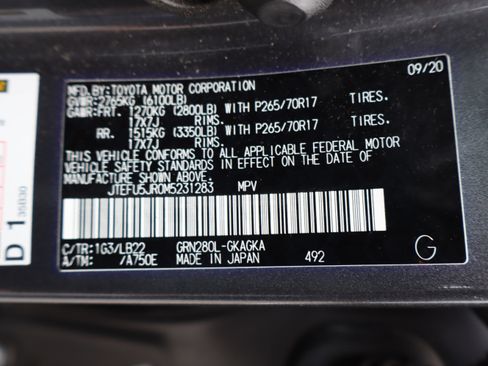 09/20
MFD. BY: TOYOTA MOTOR CORPORATION
GVWR: 2765KG (6100LB)
GAWR: FRT. 1270KG (2800LB) WITH P265/70R17 TIRES.
17X7J RIMS.
RR. 1515KG (3350LB) WITH P265/70R17 TIRES.
17X7J RIMS.
THIS VEHICLE CONFORMS TO ALL APPLICABLE FEDERAL MOTOR
VEHICLE SAFETY STANDARDS IN EFFECT ON THE DATE OF
MANUFACTURE SHOWN ABOVE.
JTEFU5JR0M5231283 MPV
C/TR: 1G3/LB22 GRN280L-GKAGKA
A/TM: /A750E MADE IN JAPAN 492
G
D 1 35B30